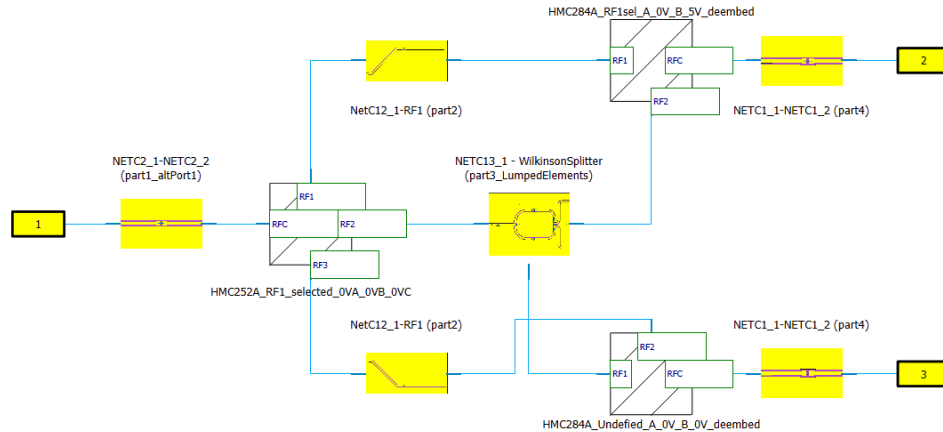 HMC284A_RF1sel_A_0V_B_5V_deembed
RF1
RFC
2
RF2
NetC12_1-RF1 (part2)
NETC1_1-NETC1_2 (part4)
NETC2_1-NETC2_2
(part1_altPort1)
NETC13_1 - WilkinsonSplitter
(part3_LumpedElements)
RF1
1
RFC
RF2
RF3
HMC252A_RF1_selected_0VA_0VB_0VC
NetC12_1-RF1 (part2)
NETC1_1-NETC1_2 (part4)
RF2
RF1
RFC
3
HMC284A_Undefied_A_0V_B_0V_deembed